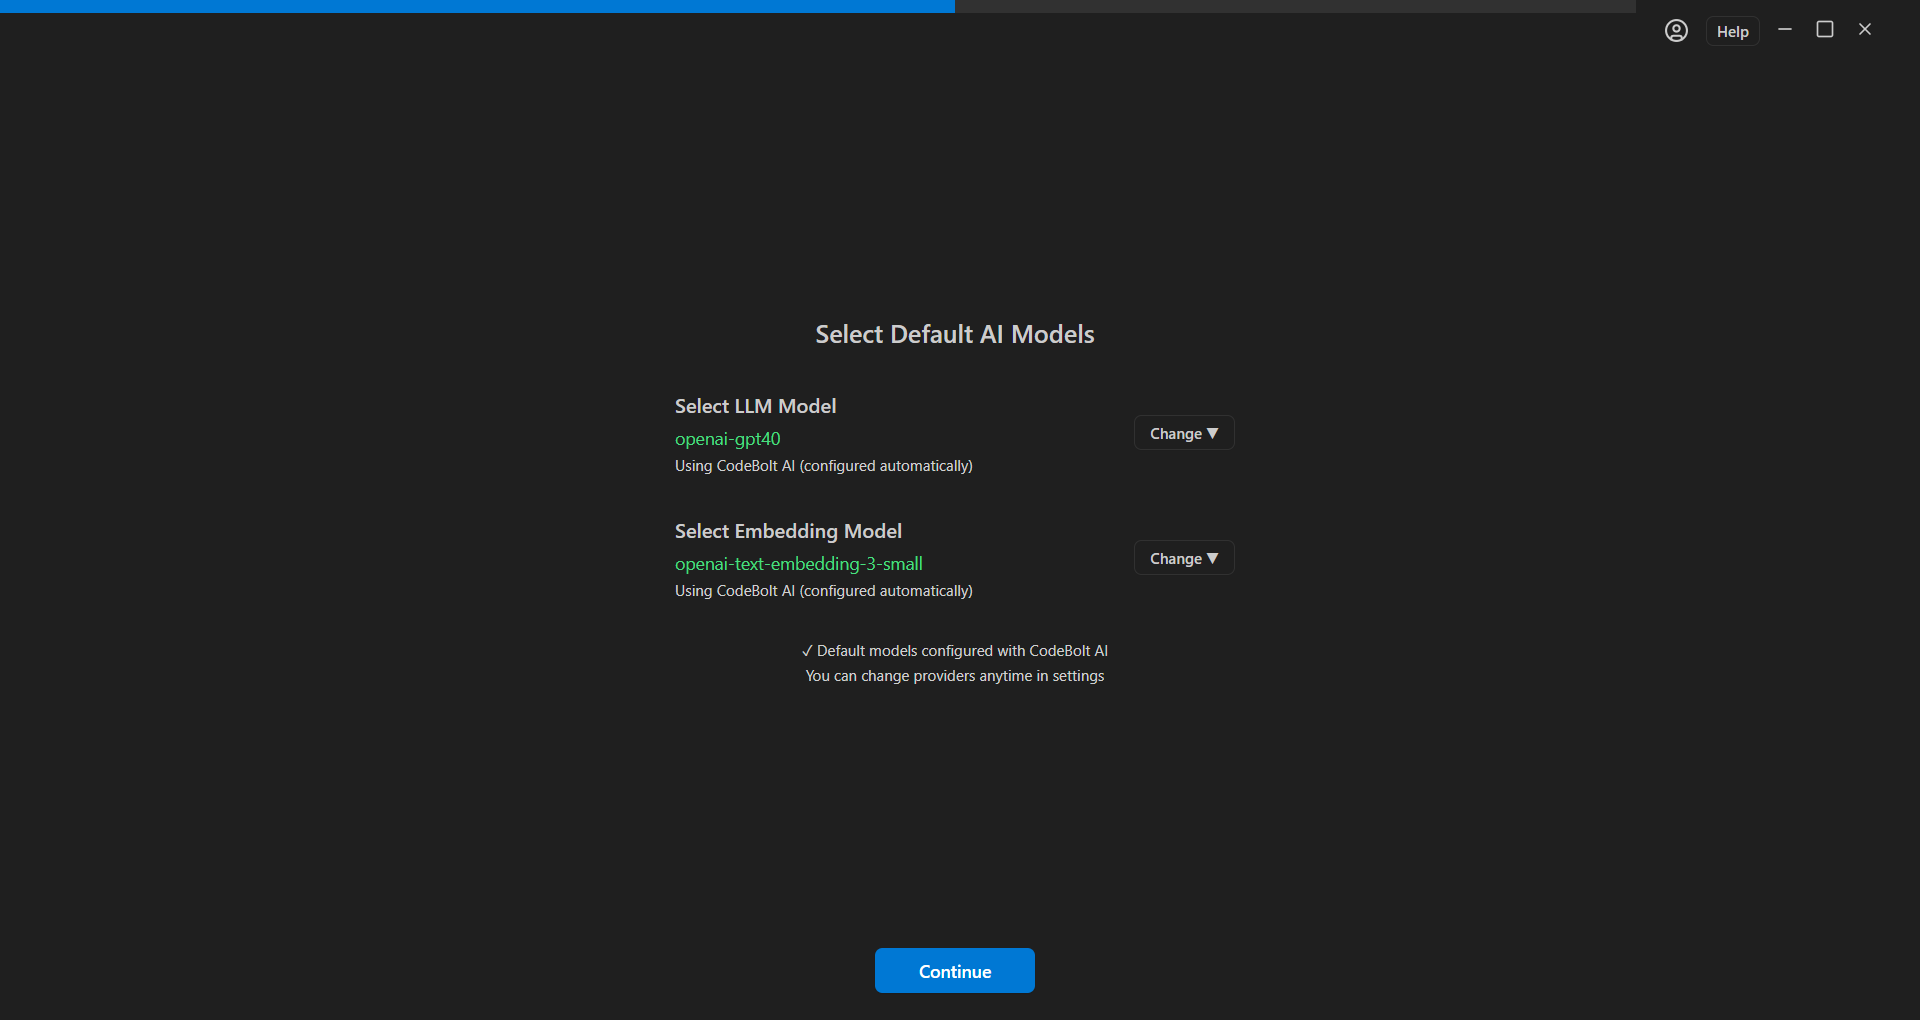 Help
Select Default AI Models
Select LLM Model
openai-gpt40
Using CodeBolt AI (configured automatically)
Change ▼
Select Embedding Model
openai-text-embedding-3-small
Using CodeBolt AI (configured automatically)
Change ▼
✓ Default models configured with CodeBolt AI
You can change providers anytime in settings
Continue